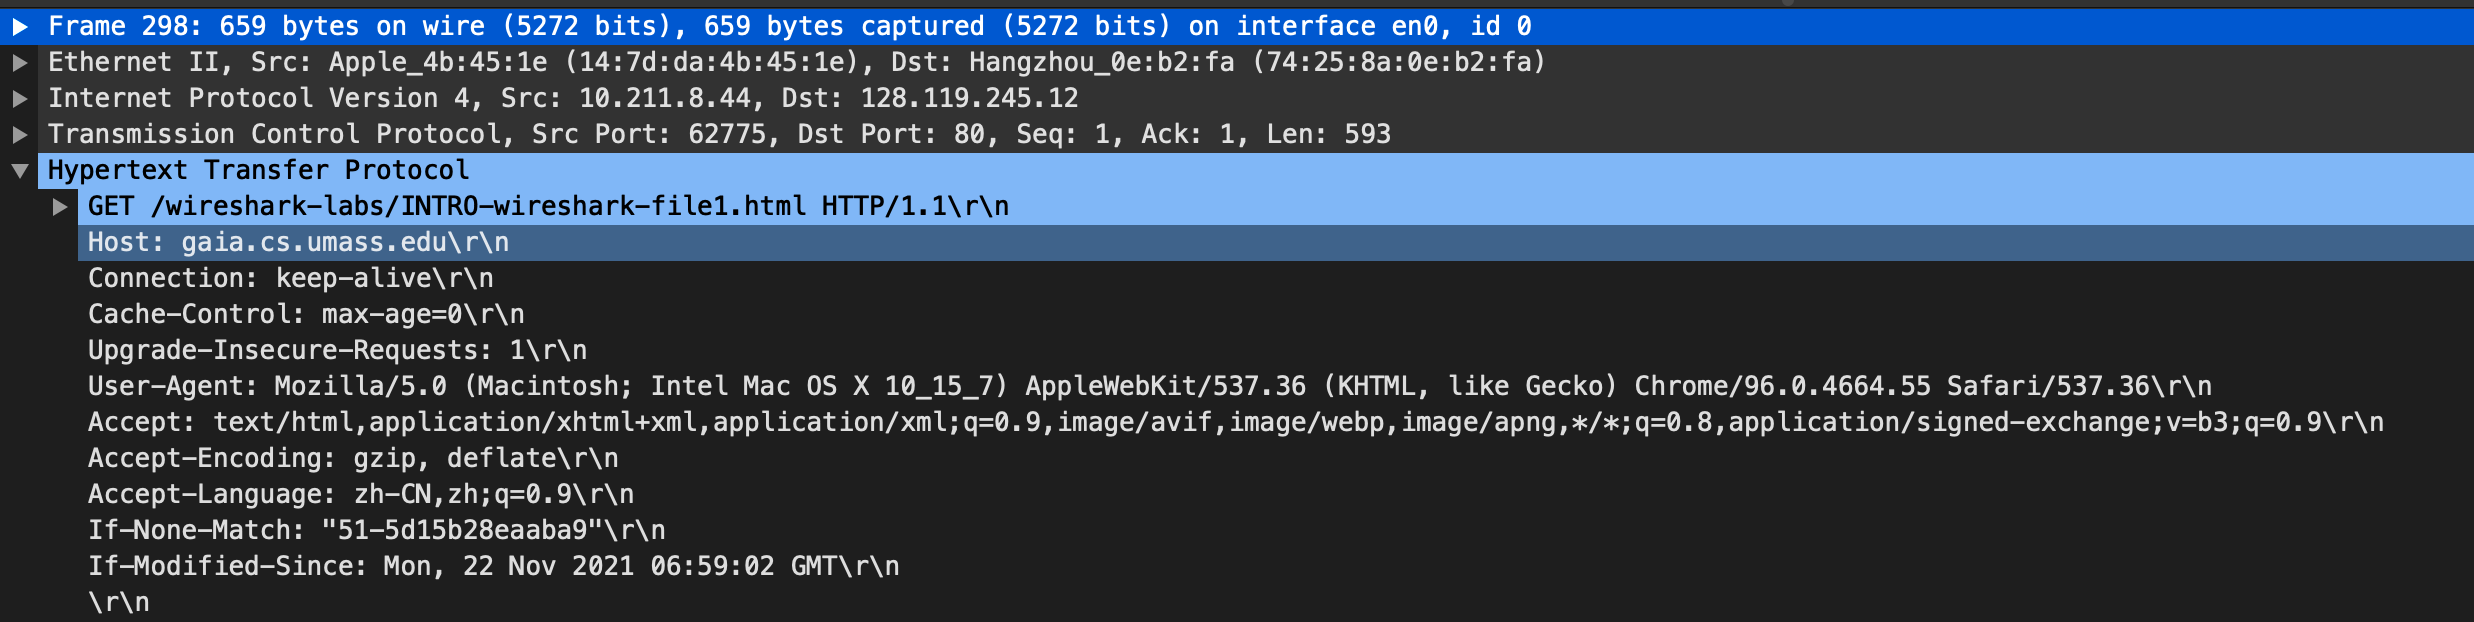 Frame 298: 659 bytes on wire (5272 bits), 659 bytes captured (5272 bits) on interface en0, id 0
Ethernet II, Src: Apple_4b:45:1e (14:7d:da:4b:45:1e), Dst: Hangzhou_0e:b2:fa (74:25:8a:0e:b2:fa)
Internet Protocol Version 4, Src: 10.211.8.44, Dst: 128.119.245.12
Transmission Control Protocol, Src Port: 62775, Dst Port: 80, Seq: 1, Ack: 1, Len: 593
Hypertext Transfer Protocol
GET /wireshark-labs/INTRO-wireshark-file1.html HTTP/1.1\r\n
Host: gaia.cs.umass.edu\r\n
Connection: keep-alive\r\n
Cache-Control: max-age=0\r\n
Upgrade-Insecure-Requests: 1\r\n
User-Agent: Mozilla/5.0 (Macintosh; Intel Mac OS X 10_15_7) AppleWebKit/537.36 (KHTML, like Gecko) Chrome/96.0.4664.55 Safari/537.36\r\n
Accept: text/html,application/xhtml+xml,application/xml;q=0.9,image/avif,image/webp,image/apng,*/*;q=0.8,application/signed-exchange;v=b3;q=0.9\r\n
Accept-Encoding: gzip, deflate\r\n
Accept-Language: zh-CN,zh;q=0.9\r\n
If-None-Match: "51-5d15b28eaaba9"\r\n
If-Modified-Since: Mon, 22 Nov 2021 06:59:02 GMT\r\n
\r\n